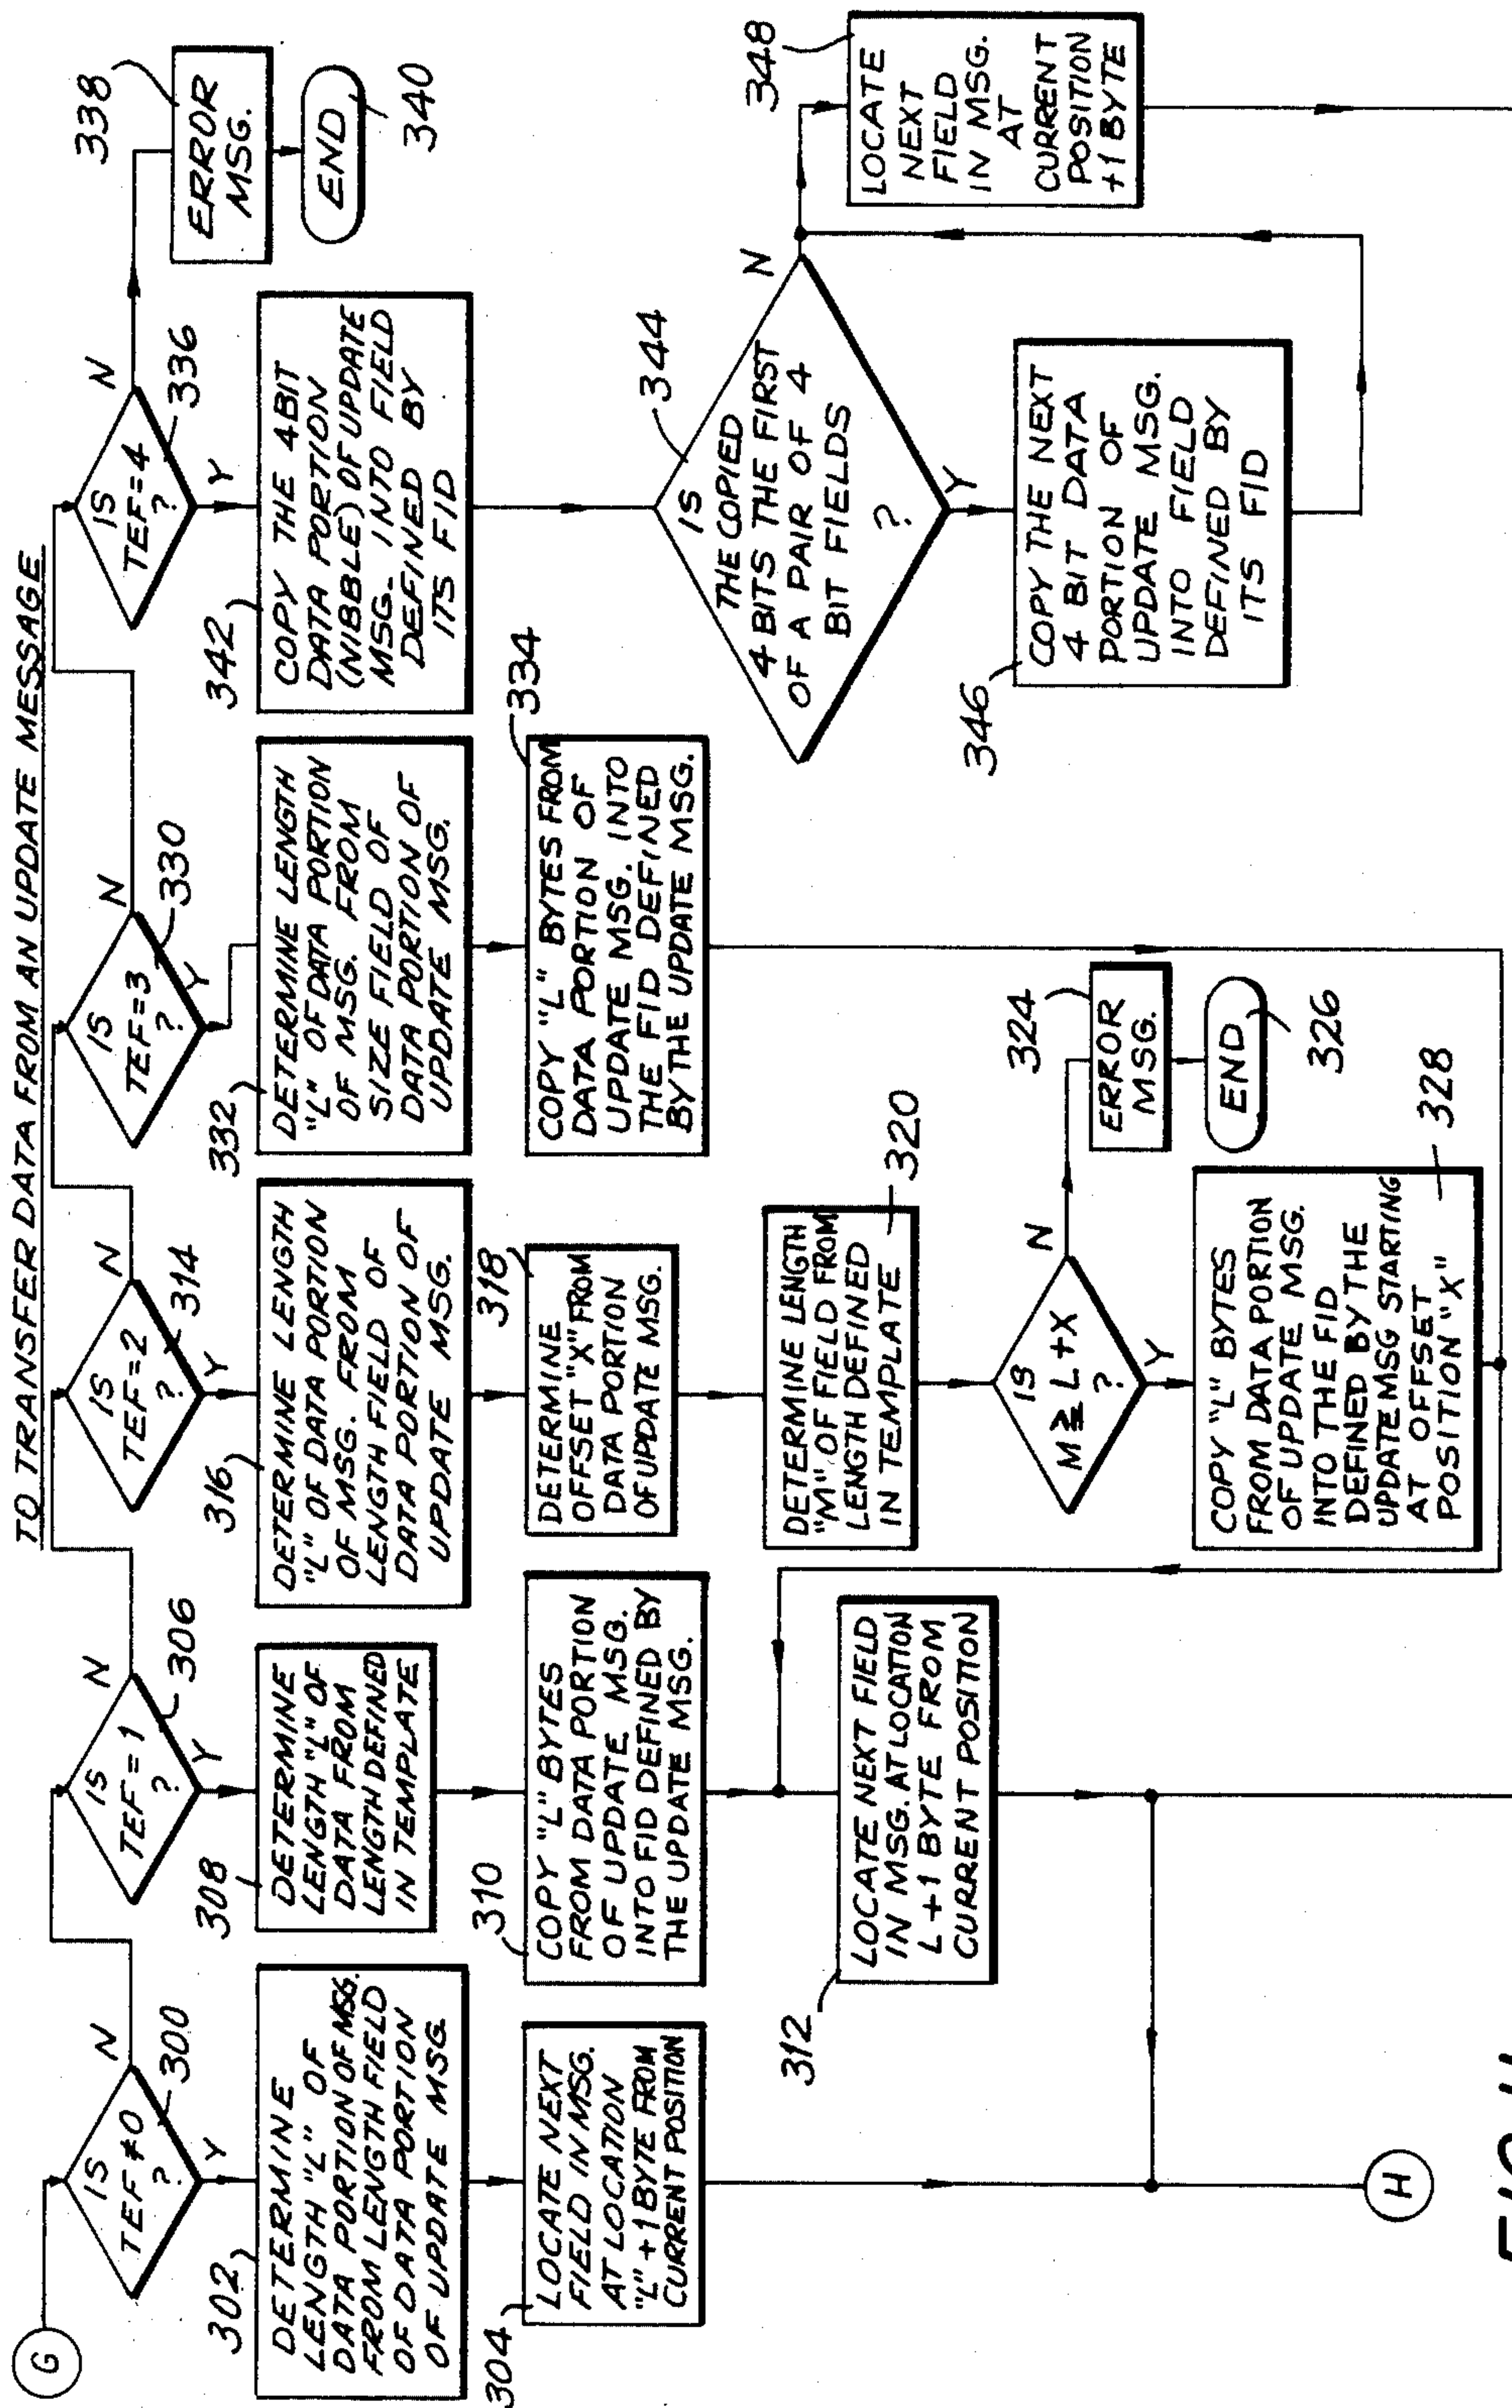 TO TRANSFER DATA FROM AN UPDATE MESSAGE
G
IS
TEF≠0
?
300
N
Y
302
DETERMINE
LENGTH "L" OF
DATA PORTION OF MSG.
FROM LENGTH FIELD
OF DATA PORTION
OF UPDATE MSG.
304
LOCATE NEXT
FIELD IN MSG.
AT LOCATION
"L"+1 BYTE FROM
CURRENT POSITION
IS
TEF=1
?
306
N
Y
308
DETERMINE
LENGTH "L" OF
DATA FROM
LENGTH DEFINED
IN TEMPLATE
310
COPY "L" BYTES
FROM DATA PORTION
OF UPDATE MSG.
INTO FID DEFINED BY
THE UPDATE MSG.
312
LOCATE NEXT FIELD
IN MSG. AT LOCATION
L+1 BYTE FROM
CURRENT POSITION
IS
TEF=2
?
314
N
Y
316
DETERMINE LENGTH
"L" OF DATA PORTION
OF MSG. FROM
LENGTH FIELD OF
DATA PORTION OF
UPDATE MSG.
318
DETERMINE
OFFSET "X" FROM
DATA PORTION
OF UPDATE MSG.
320
DETERMINE LENGTH
"M" OF FIELD FROM
LENGTH DEFINED
IN TEMPLATE
IS
M≧L+X
?
N
Y
324
ERROR
MSG.
END
326
328
COPY "L" BYTES
FROM DATA PORTION
OF UPDATE MSG.
INTO THE FID
DEFINED BY THE
UPDATE MSG STARTING
AT OFFSET
POSITION "X"
IS
TEF=3
?
330
N
Y
332
DETERMINE LENGTH
"L" OF DATA PORTION
OF MSG. FROM
SIZE FIELD OF
DATA PORTION OF
UPDATE MSG.
334
COPY "L" BYTES FROM
DATA PORTION OF
UPDATE MSG. INTO
THE FID DEFINED
BY THE UPDATE MSG.
IS
TEF=4
?
336
N
Y
338
ERROR
MSG.
END
340
342
COPY THE 4BIT
DATA PORTION
(NIBBLE) OF UPDATE
MSG. INTO FIELD
DEFINED BY
ITS FID
344
IS
THE COPIED
4 BITS THE FIRST
OF A PAIR OF 4
BIT FIELDS
?
N
Y
346
COPY THE NEXT
4 BIT DATA
PORTION OF
UPDATE MSG.
INTO FIELD
DEFINED BY
ITS FID
348
LOCATE
NEXT
FIELD
IN MSG.
AT
CURRENT
POSITION
+1 BYTE
H